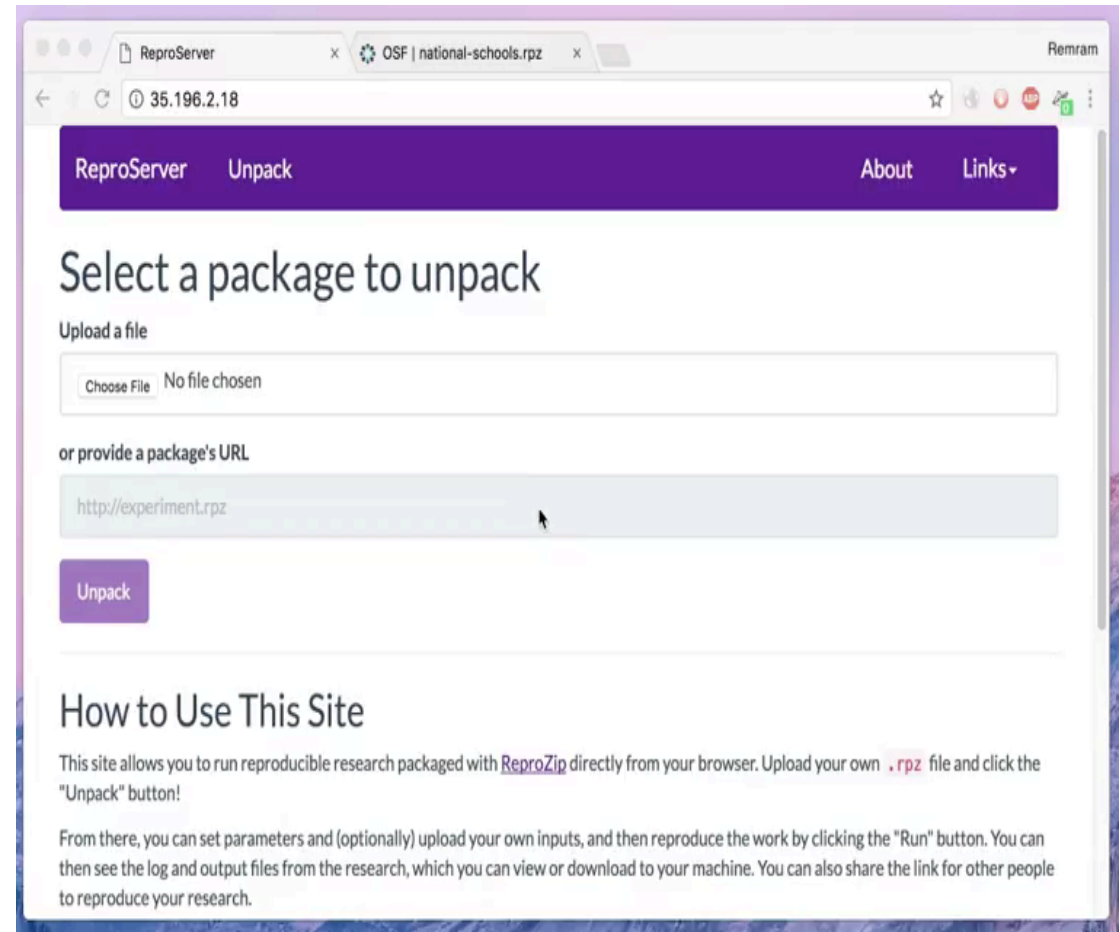 ReproServer
OSF | national-schools.rpz
Remram
35.196.2.18
ABP
0
ReproServer Unpack About Links
Select a package to unpack
Upload a file
Choose File No file chosen
or provide a package's URL
http://experiment.rpz
Unpack
How to Use This Site
This site allows you to run reproducible research packaged with ReproZip directly from your browser. Upload your own .rpz file and click the
"Unpack" button!
From there, you can set parameters and (optionally) upload your own inputs, and then reproduce the work by clicking the "Run" button. You can
then see the log and output files from the research, which you can view or download to your machine. You can also share the link for other people
to reproduce your research.